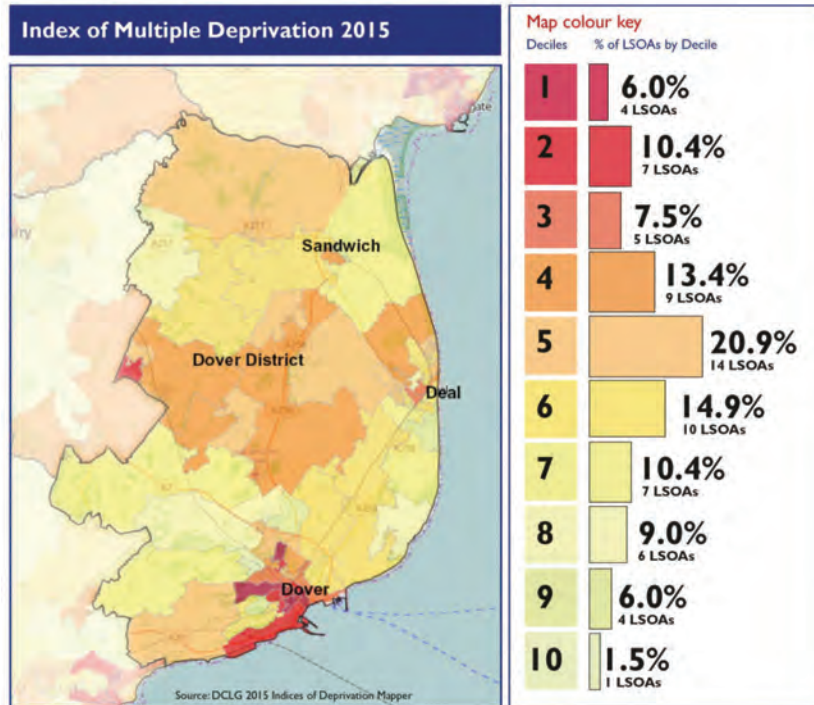 Index of Multiple Deprivation 2015
Sandwich
Dover District
Deal
Dover
Source: DCLG 2015 Indices of Deprivation Mapper
Map colour key
Deciles % of LSOAs by Decile
1 6.0%
4 LSOAs
2 10.4%
7 LSOAs
3 7.5%
5 LSOAs
4 13.4%
9 LSOAs
5 20.9%
14 LSOAs
6 14.9%
10 LSOAs
7 10.4%
7 LSOAs
8 9.0%
6 LSOAs
9 6.0%
4 LSOAs
10 1.5%
1 LSOAs